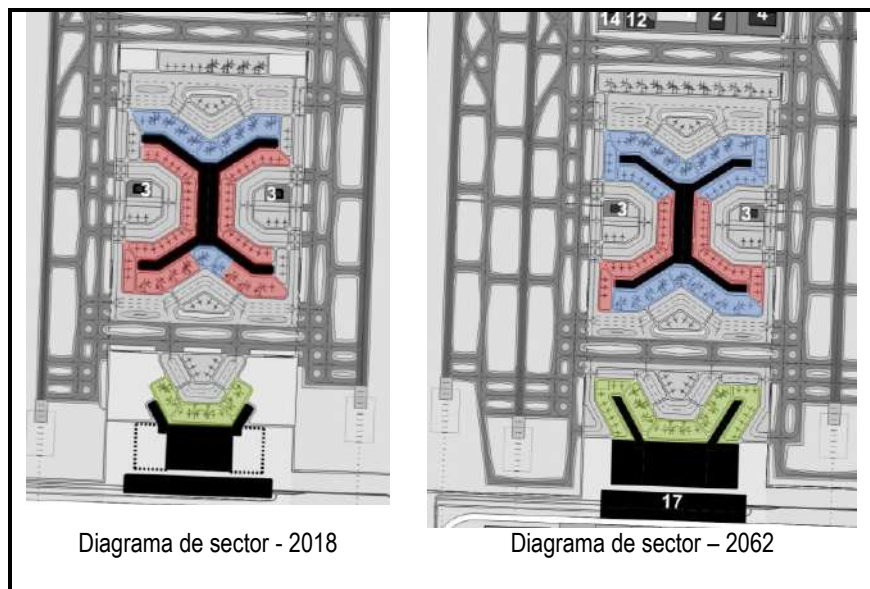 14 12 2 4
3 3
3 3
17
Diagrama de sector - 2018
Diagrama de sector – 2062